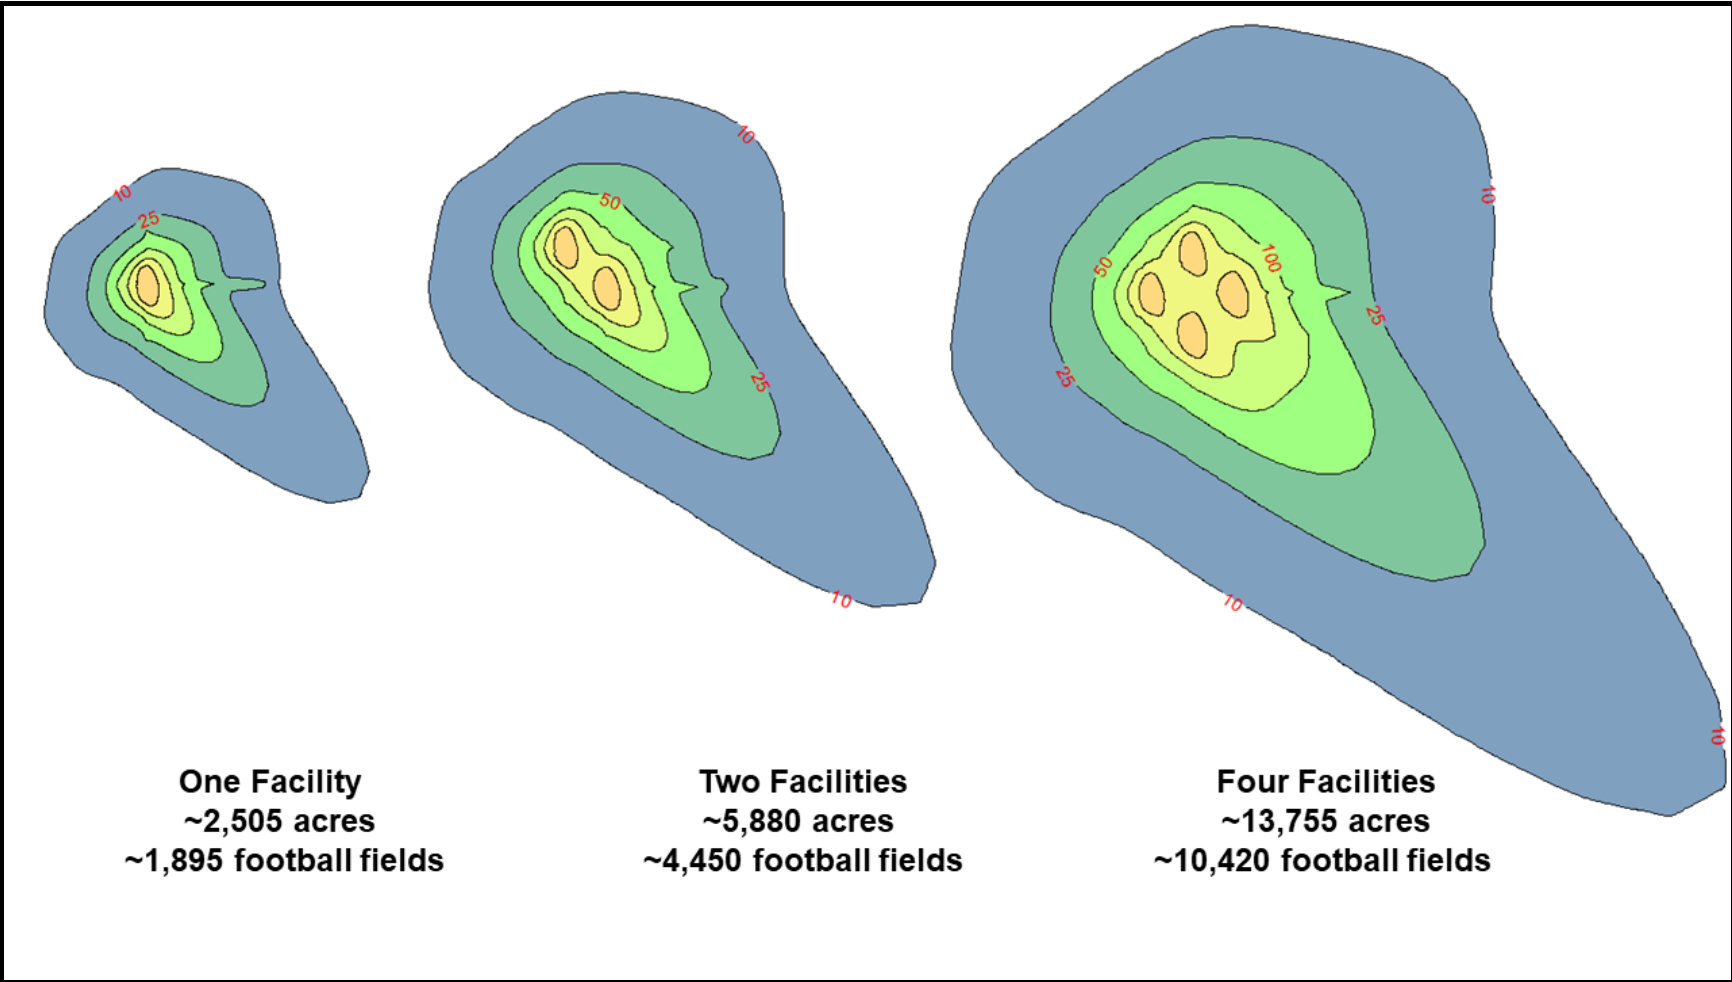 10
25
One Facility
~2,505 acres
~1,895 football fields
10
50
25
10
Two Facilities
~5,880 acres
~4,450 football fields
10
50
100
25
25
10
10
Four Facilities
~13,755 acres
~10,420 football fields